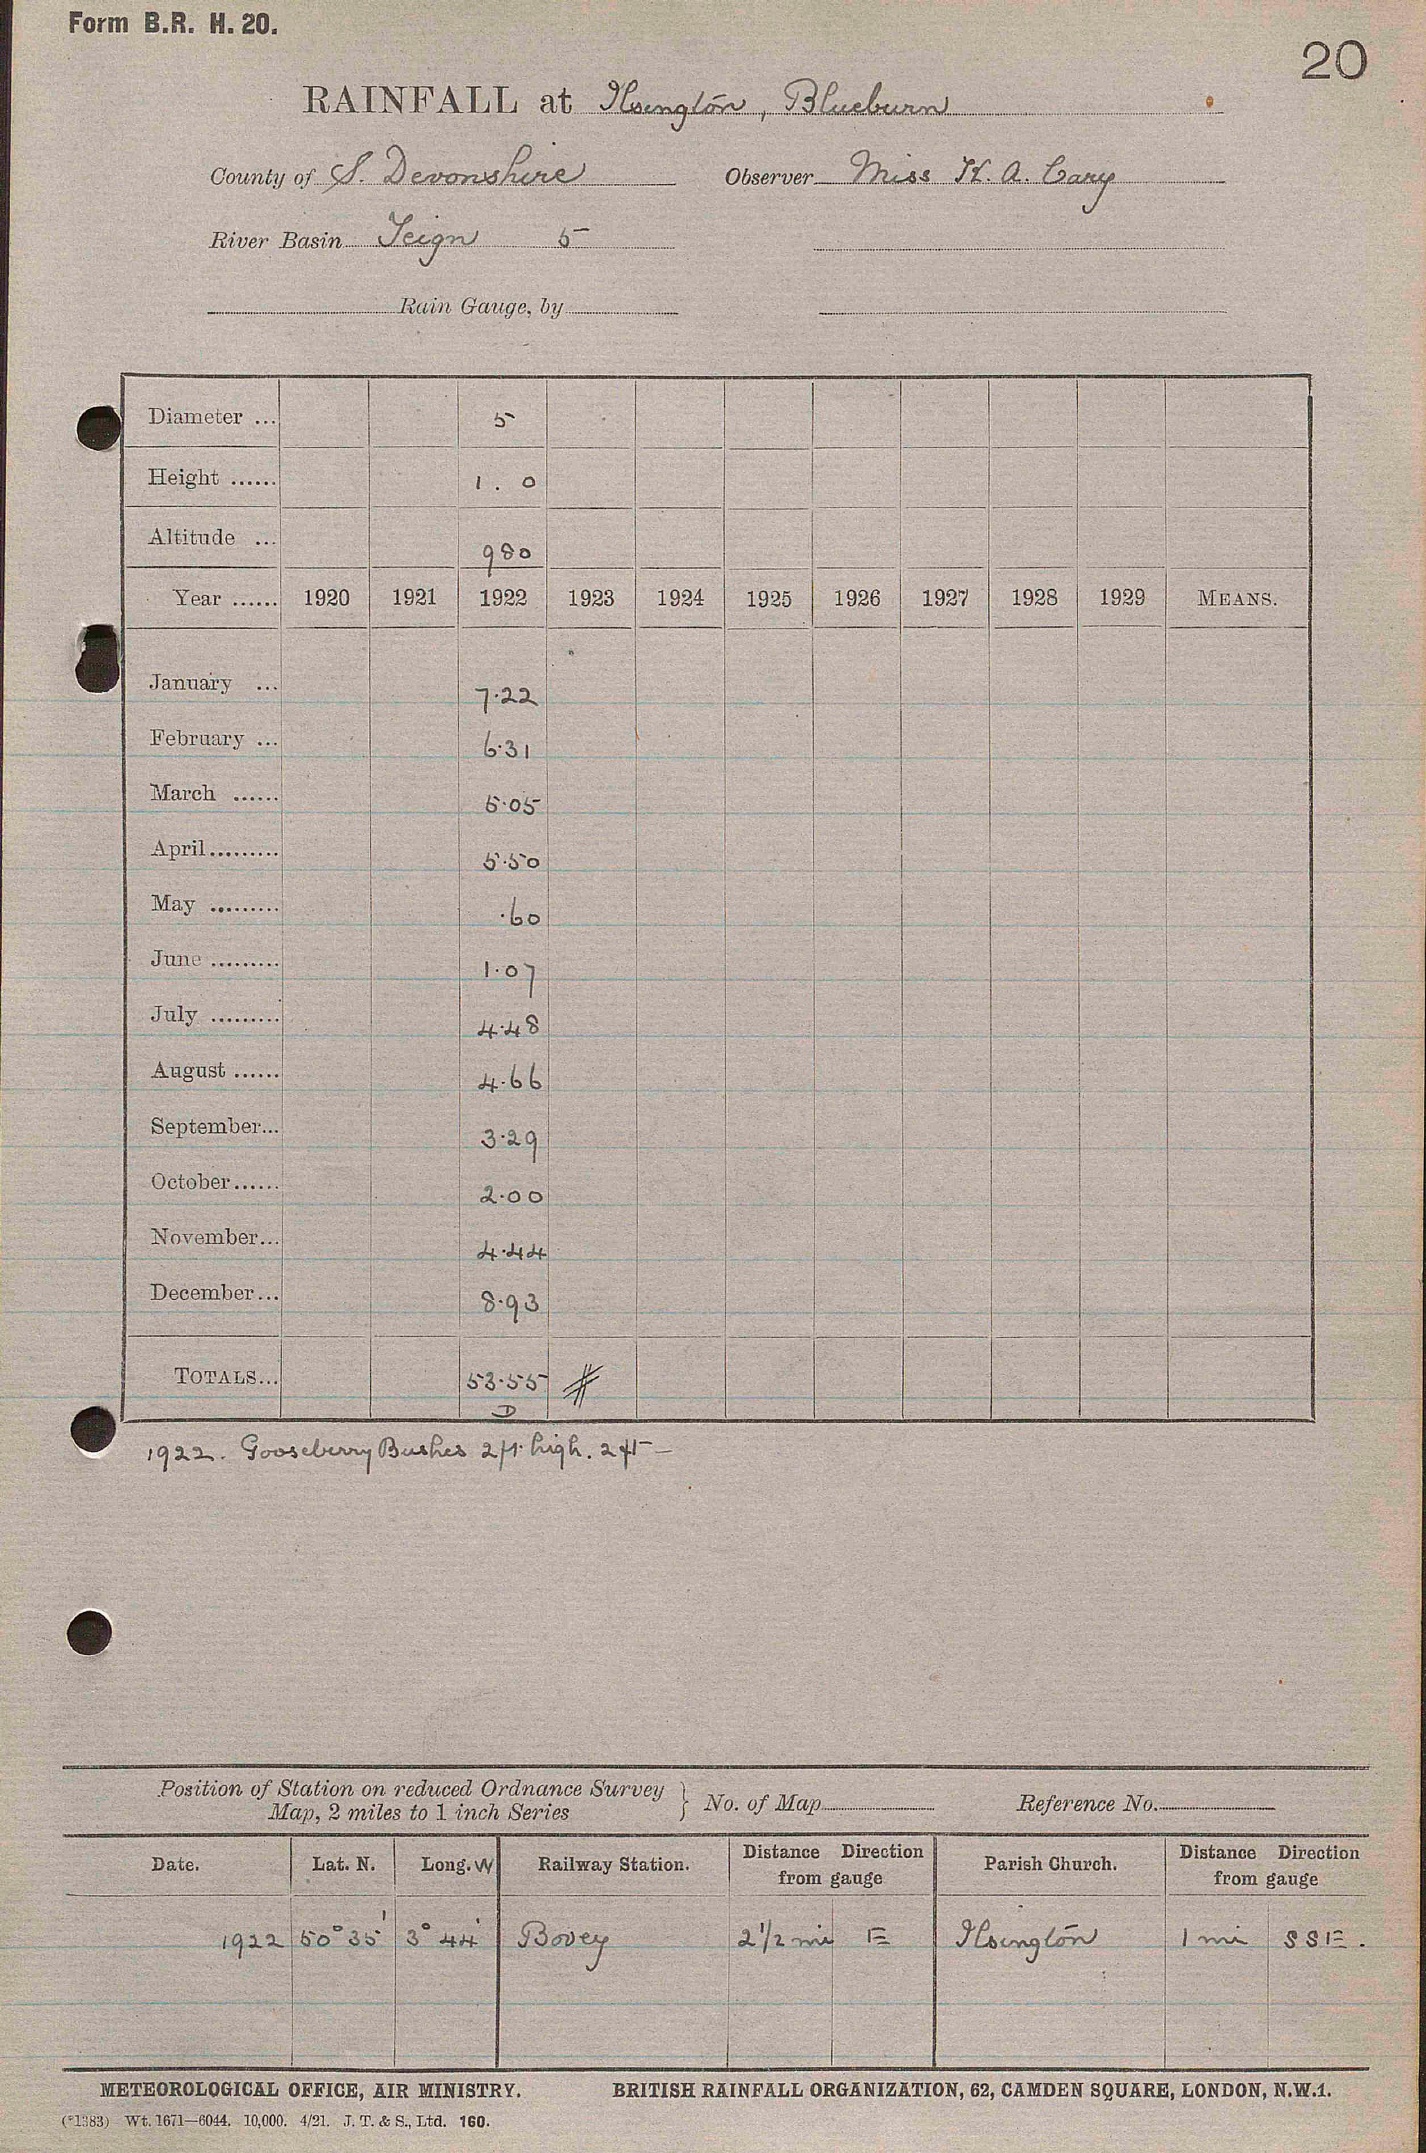 Form B.R. H. 20.
20
RAINFALL at Ilsington, Blueburn
County of S. Devonshire Observer Miss K. A. Cary
River Basin Teign 5
Rain Gauge, by
Diameter ... 5
Height ...... 1. 0
Altitude ... 980
Year ...... 1920 1921 1922 1923 1924 1925 1926 1927 1928 1929 MEANS.
January ... 7.22
February ... 6.31
March ...... 5.05
April......... 5.50
May ......... .60
June ......... 1.07
July ......... 4.48
August ...... 4.66
September... 3.29
October...... 2.00
November... 4.44
December... 8.93
TOTALS... 53.55 #
D
1922. Gooseberry Bushes 2ft high. 2ft —
Position of Station on reduced Ordnance Survey
Map, 2 miles to 1 inch Series } No. of Map Reference No.
Date. Lat. N. Long. W Railway Station. Distance Direction from gauge Parish Church. Distance Direction from gauge
1922 50° 35' 3° 44' Bovey 2 1/2 mi E Ilsington 1 mi SSE.
METEOROLOGICAL OFFICE, AIR MINISTRY. BRITISH RAINFALL ORGANIZATION, 62, CAMDEN SQUARE, LONDON, N.W.1.
(*1383) Wt. 1671—6044. 10,000. 4/21. J. T. & S., Ltd. 160.